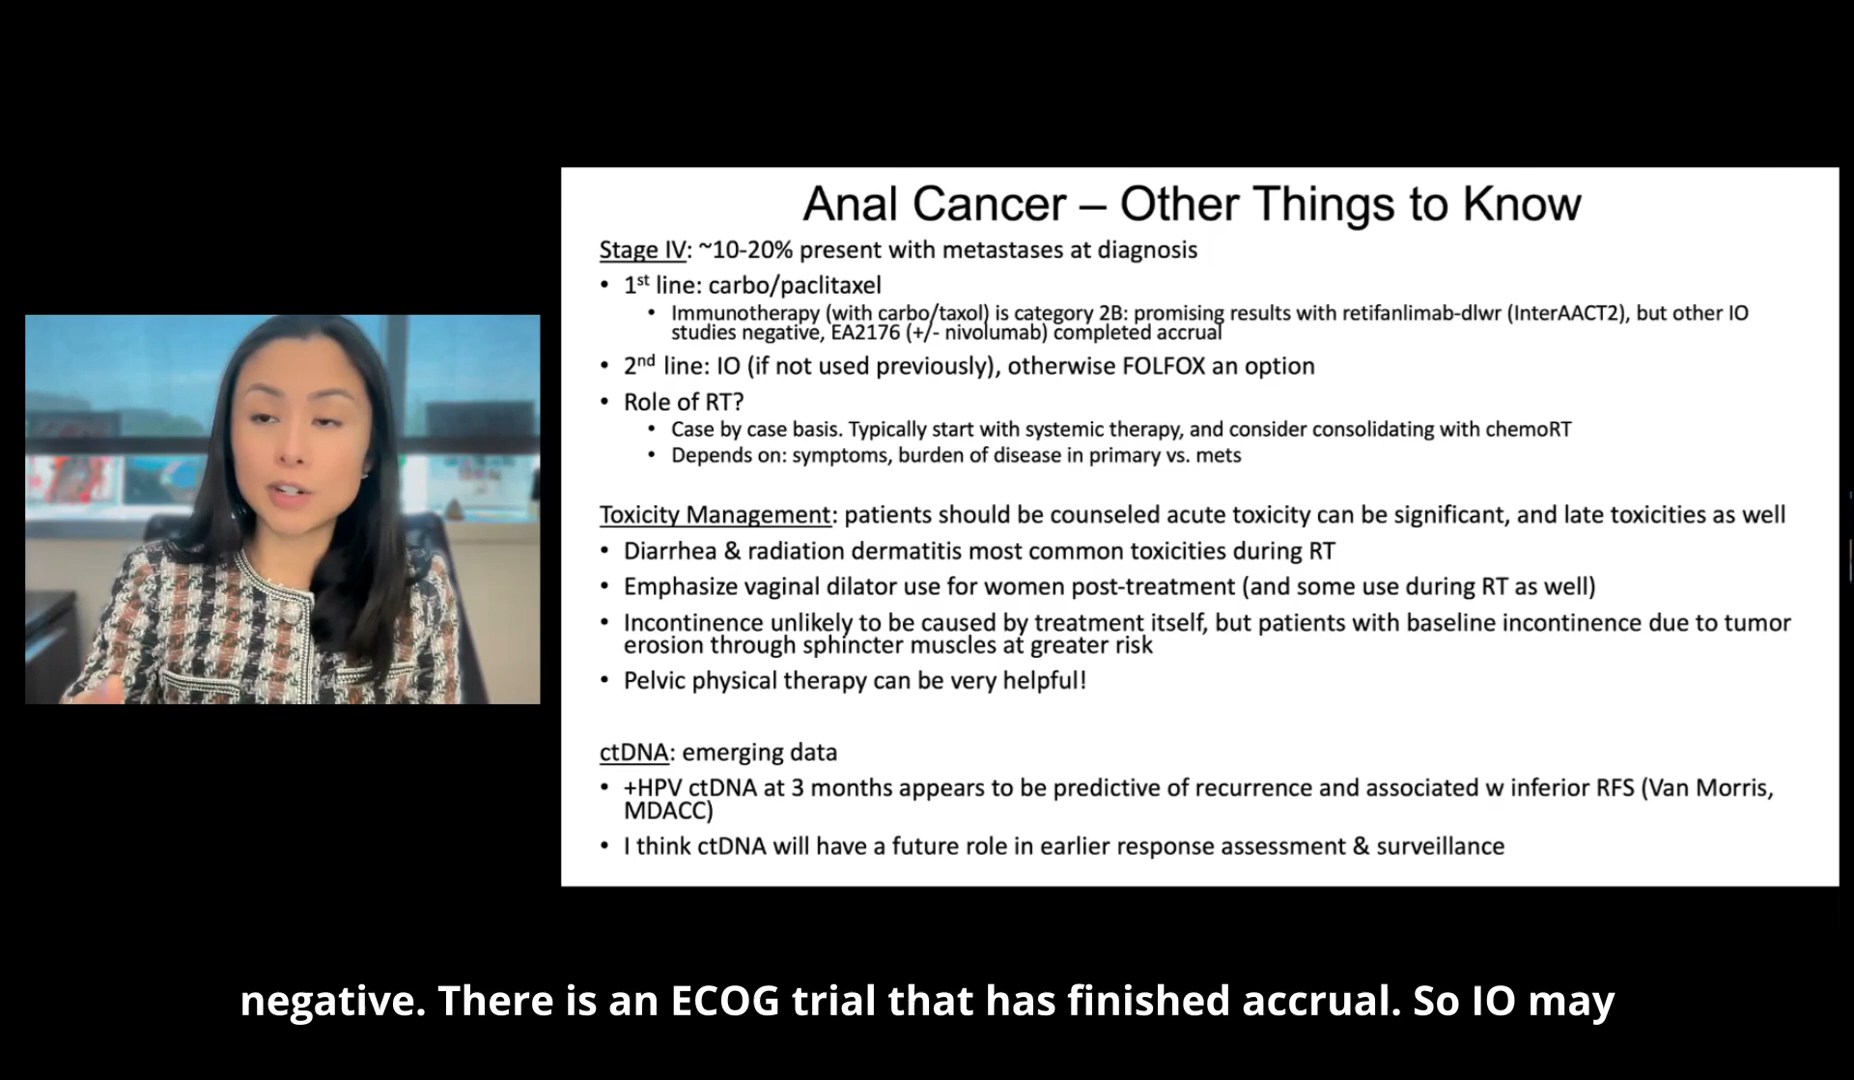 Anal Cancer – Other Things to Know
Stage IV: ~10-20% present with metastases at diagnosis
• 1st line: carbo/paclitaxel
• Immunotherapy (with carbo/taxol) is category 2B: promising results with retifanlimab-dlwr (InterAACT2), but other IO
studies negative, EA2176 (+/- nivolumab) completed accrual
• 2nd line: IO (if not used previously), otherwise FOLFOX an option
• Role of RT?
• Case by case basis. Typically start with systemic therapy, and consider consolidating with chemoRT
• Depends on: symptoms, burden of disease in primary vs. mets
Toxicity Management: patients should be counseled acute toxicity can be significant, and late toxicities as well
• Diarrhea & radiation dermatitis most common toxicities during RT
• Emphasize vaginal dilator use for women post-treatment (and some use during RT as well)
• Incontinence unlikely to be caused by treatment itself, but patients with baseline incontinence due to tumor
erosion through sphincter muscles at greater risk
• Pelvic physical therapy can be very helpful!
ctDNA: emerging data
• +HPV ctDNA at 3 months appears to be predictive of recurrence and associated w inferior RFS (Van Morris,
MDACC)
• I think ctDNA will have a future role in earlier response assessment & surveillance
negative. There is an ECOG trial that has finished accrual. So IO may